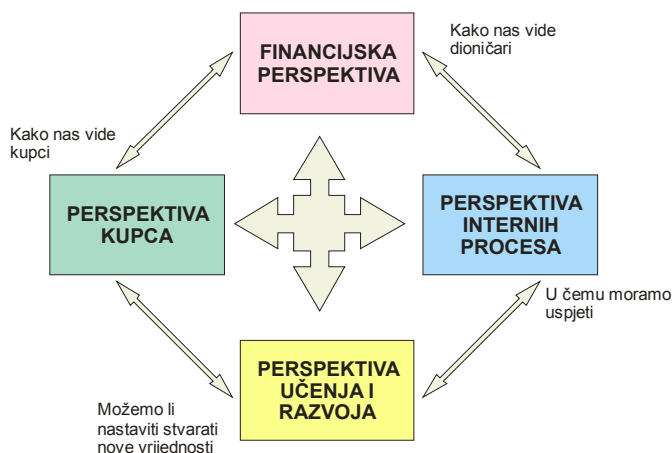 FINANCIJSKA
PERSPEKTIVA
Kako nas vide
dioničari
Kako nas vide
kupci
PERSPEKTIVA
KUPCA
PERSPEKTIVA
INTERNIH
PROCESA
U čemu moramo
uspjeti
PERSPEKTIVA
UČENJA I
RAZVOJA
Možemo li
nastaviti stvarati
nove vrijednosti